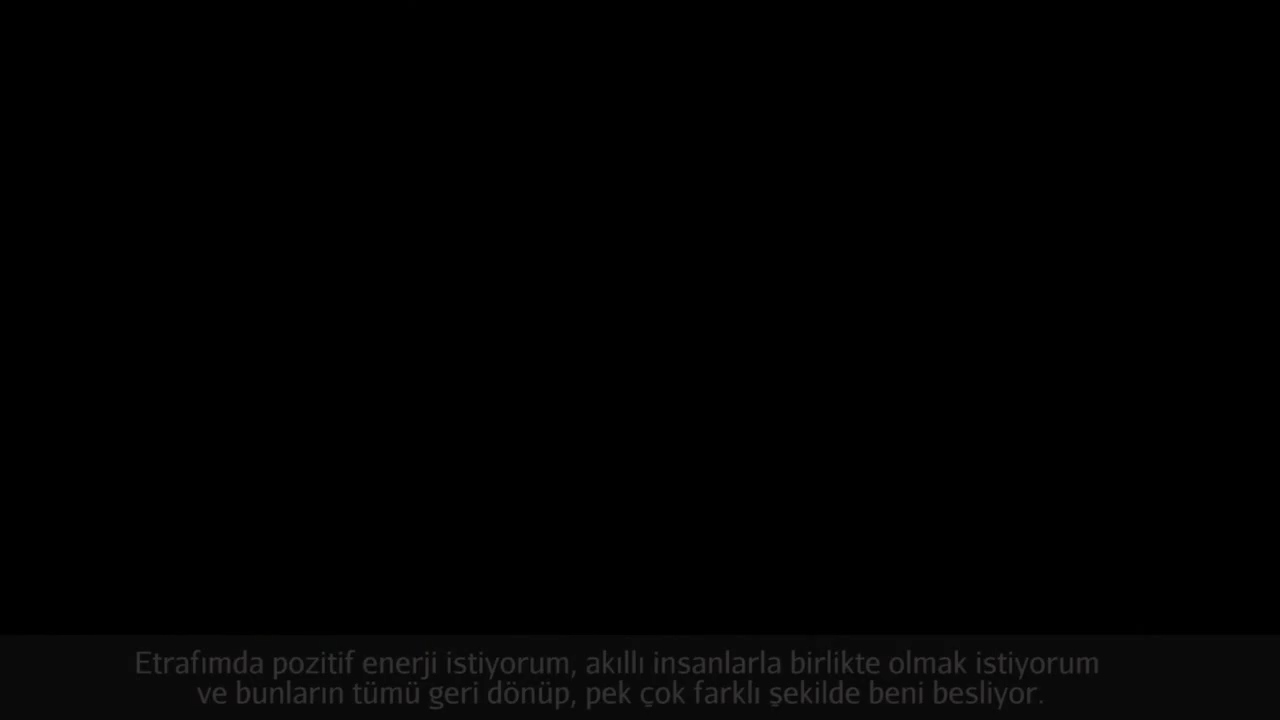 Etrafımda pozitif enerji istiyorum, akıllı insanlarla birlikte olmak istiyorum
ve bunların tümü geri dönüp, pek çok farklı şekilde beni besliyor.